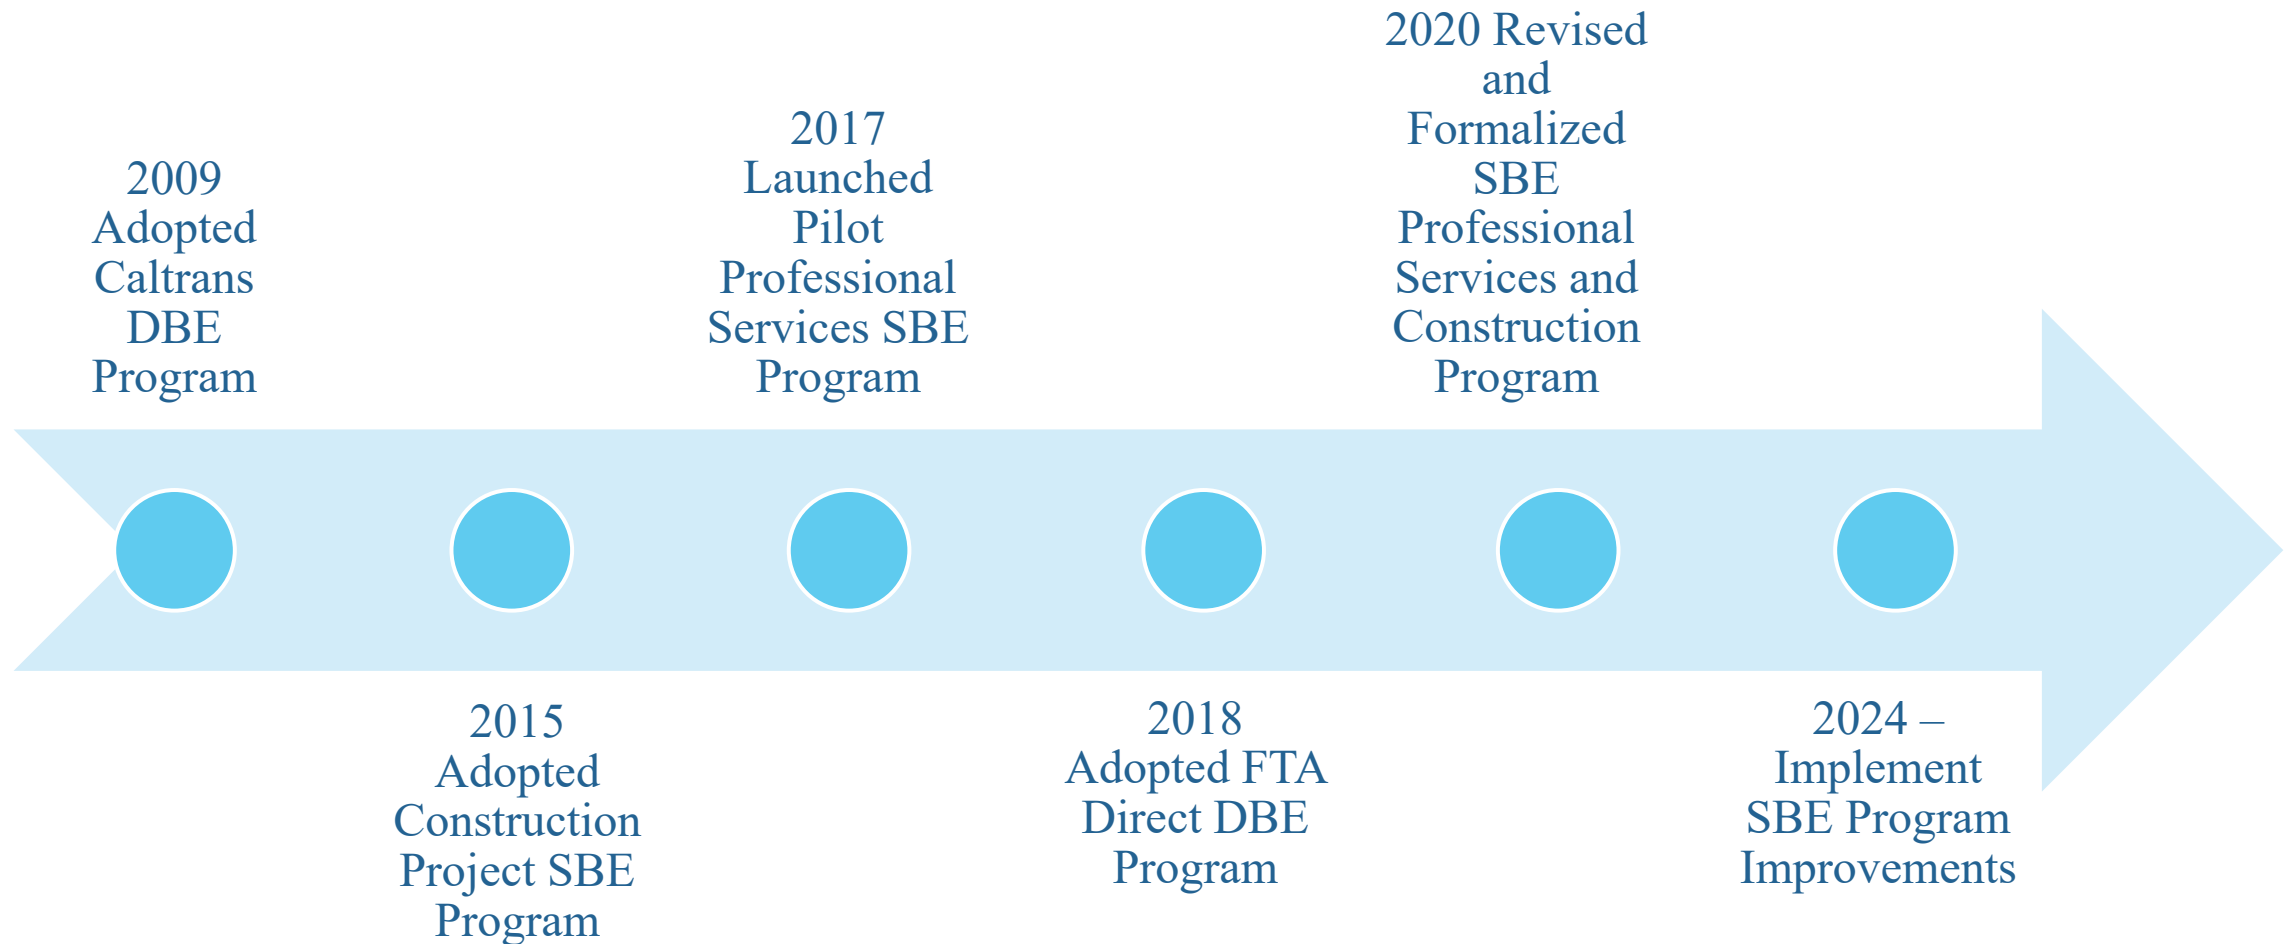 2009
Adopted
Caltrans
DBE
Program
2015
Adopted
Construction
Project SBE
Program
2017
Launched
Pilot
Professional
Services SBE
Program
2018
Adopted FTA
Direct DBE
Program
2020 Revised
and
Formalized
SBE
Professional
Services and
Construction
Program
2024 –
Implement
SBE Program
Improvements